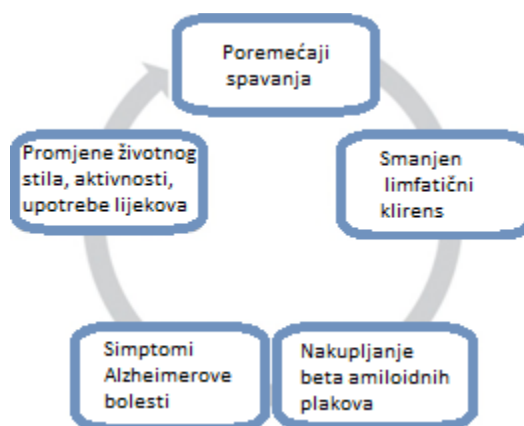 Poremećaji
spavanja
Smanjen
limfatični
klirens
Nakupljanje
beta amiloidnih
plakova
Simptomi
Alzheimerove
bolesti
Promjene životnog
stila, aktivnosti,
upotrebe lijekova